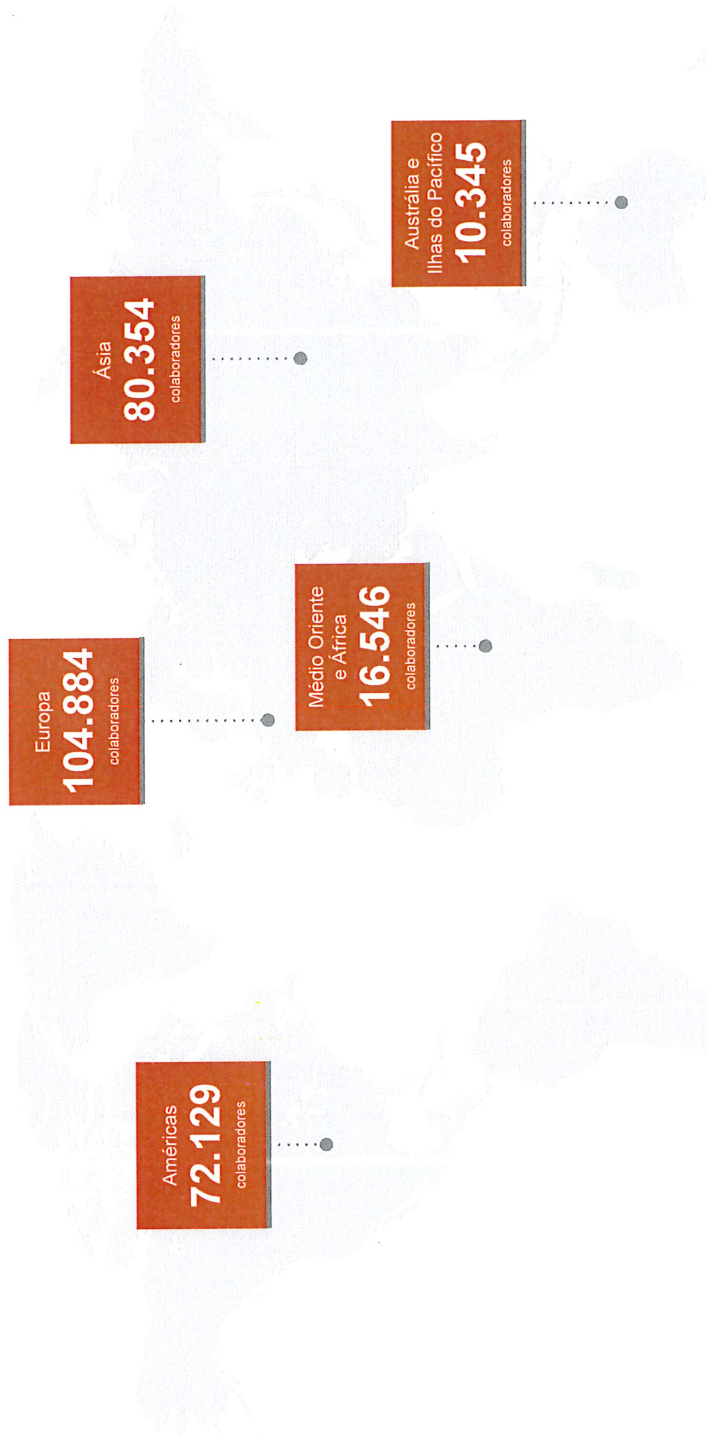 Américas
72.129
colaboradores
Europa
104.884
colaboradores
Médio Oriente
e África
16.546
colaboradores
Ásia
80.354
colaboradores
Austrália e
Ilhas do Pacífico
10.345
colaboradores